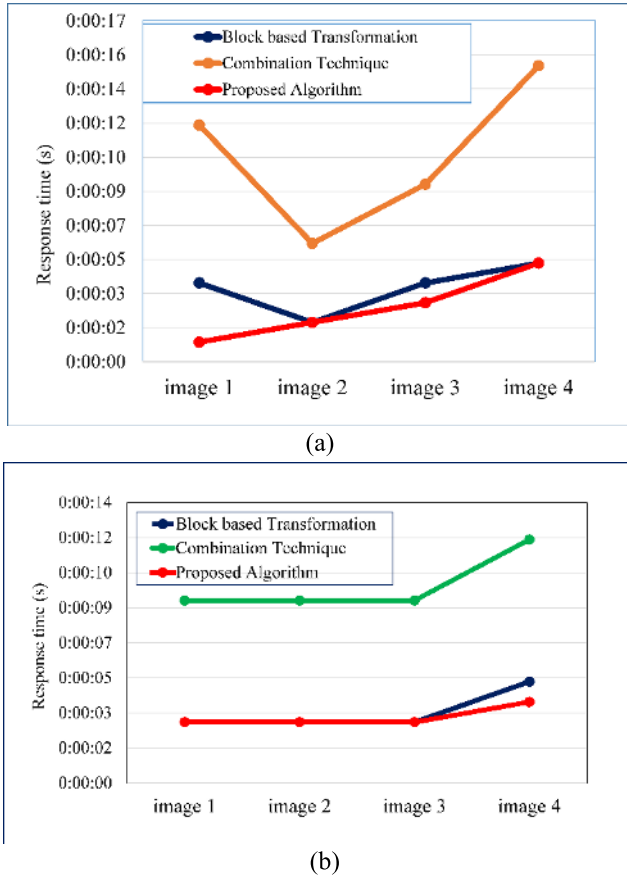 0:00:17
0:00:16
0:00:14
0:00:12
0:00:10
0:00:09
0:00:07
0:00:05
0:00:03
0:00:02
0:00:00
Response time (s)
Block based Transformation
Combination Technique
Proposed Algorithm
image 1 image 2 image 3 image 4
(a)
0:00:14
0:00:12
0:00:10
0:00:09
0:00:07
0:00:05
0:00:03
0:00:02
0:00:00
Response time (s)
Block based Transformation
Combination Technique
Proposed Algorithm
image 1 image 2 image 3 image 4
(b)